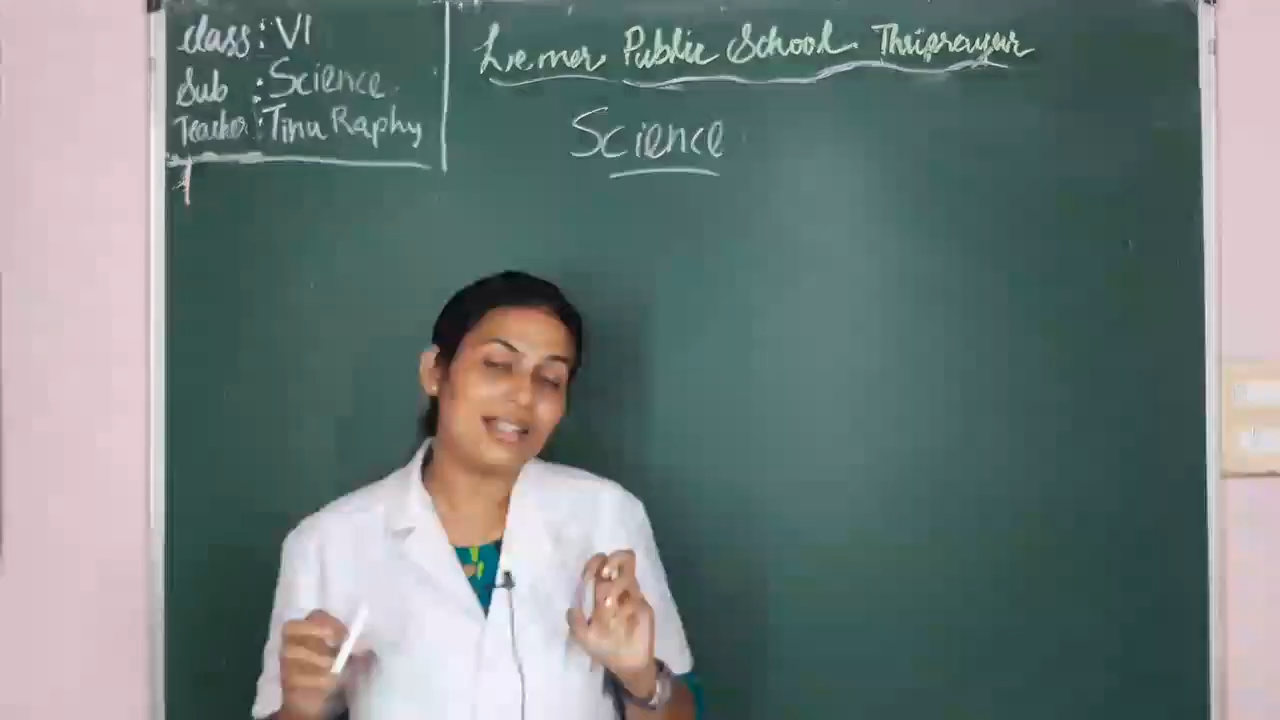 class : VI
Sub : Science
Teacher : Tinu Raphy
Lemer Public School Thriprayar
Science